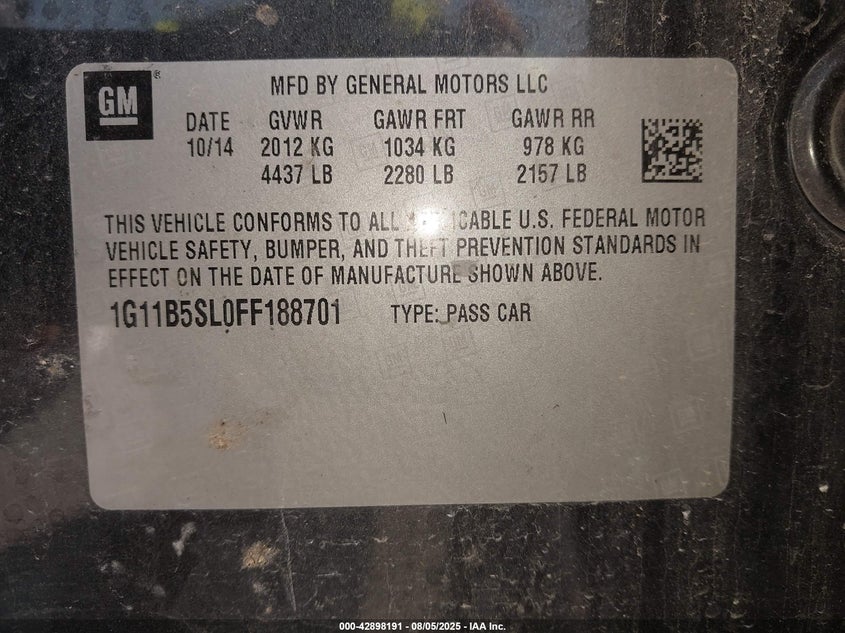 GM
MFD BY GENERAL MOTORS LLC
DATE GVWR GAWR FRT GAWR RR
10/14 2012 KG 1034 KG 978 KG
4437 LB 2280 LB 2157 LB
THIS VEHICLE CONFORMS TO ALL APPLICABLE U.S. FEDERAL MOTOR
VEHICLE SAFETY, BUMPER, AND THEFT PREVENTION STANDARDS IN
EFFECT ON THE DATE OF MANUFACTURE SHOWN ABOVE.
1G11B5SL0FF188701 TYPE: PASS CAR
000-42898191 - 08/05/2025 - IAA Inc.